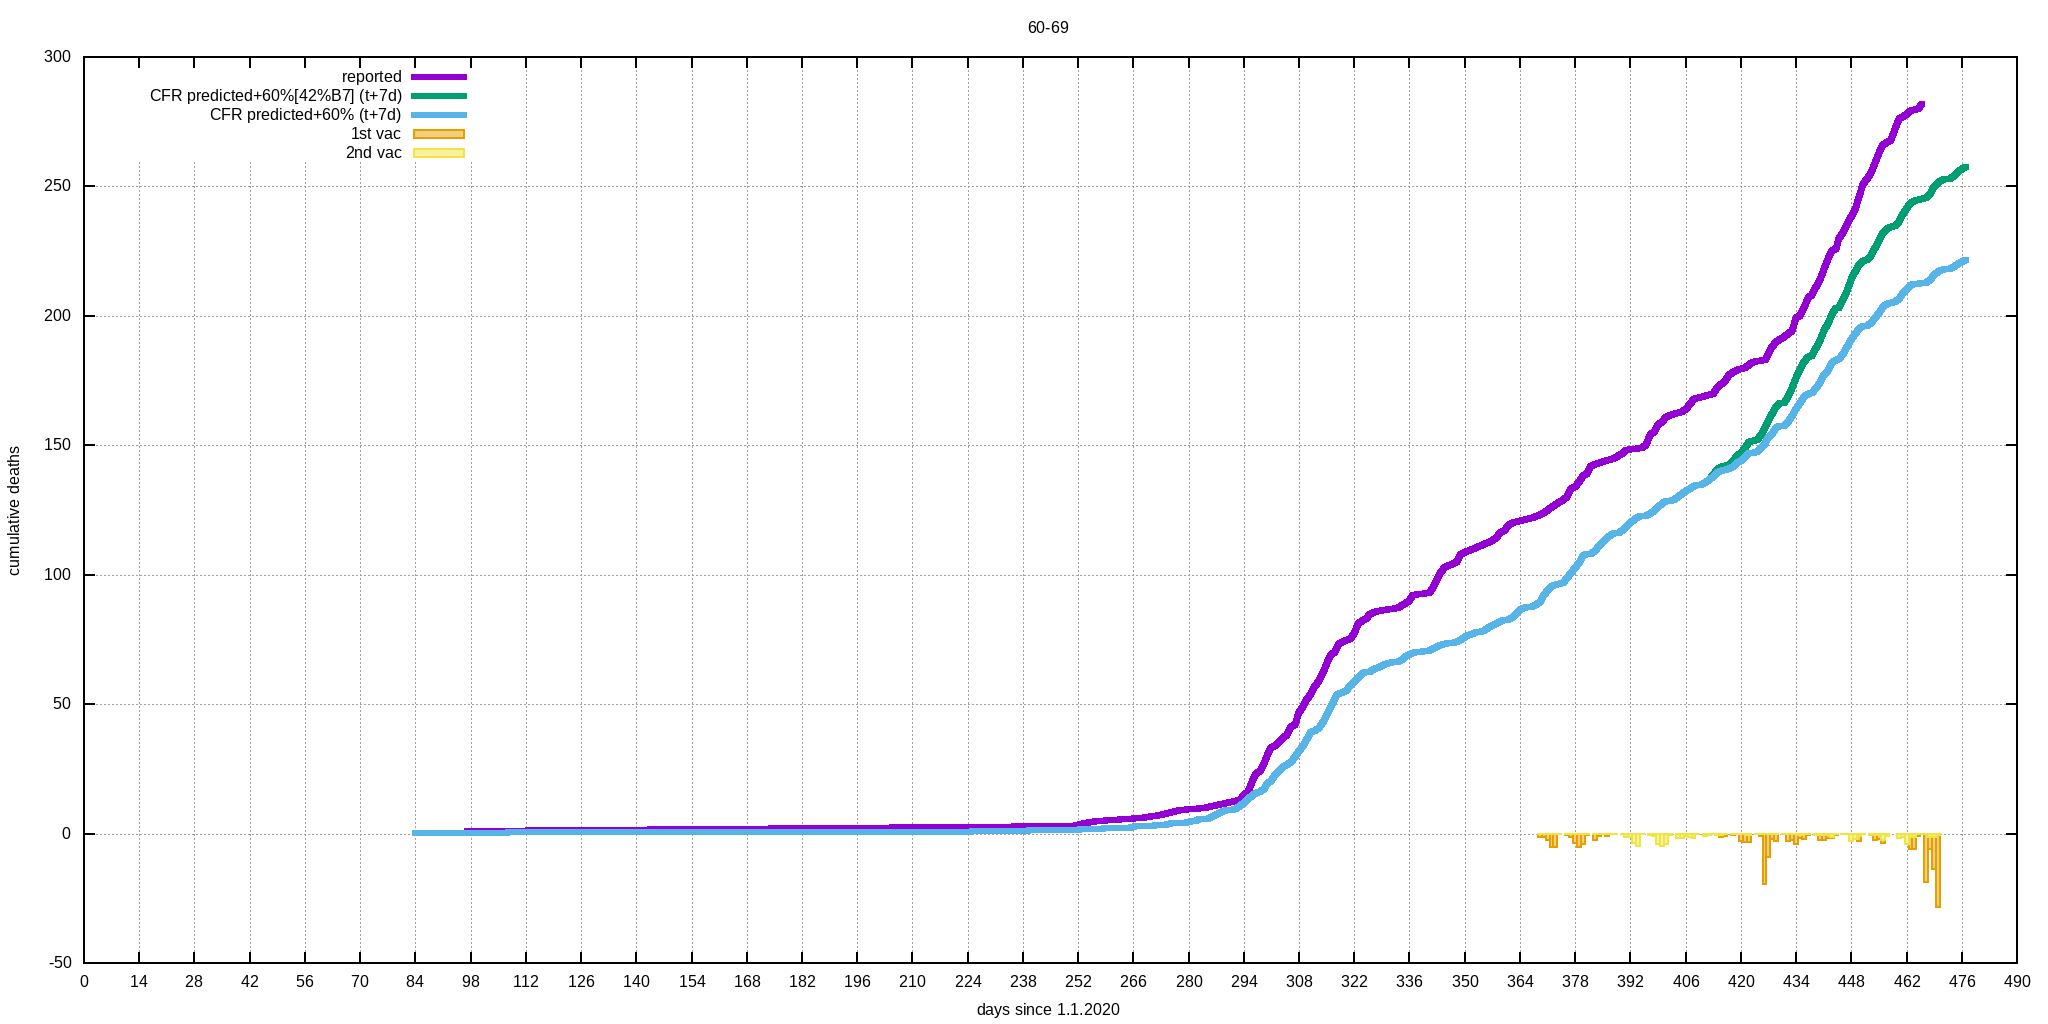 60-69
300
250
200
150
100
50
0
-50
cumulative deaths
reported
CFR predicted+60%[42%B7] (t+7d)
CFR predicted+60% (t+7d)
1st vac
2nd vac
0 14 28 42 56 70 84 98 112 126 140 154 168 182 196 210 224 238 252 266 280 294 308 322 336 350 364 378 392 406 420 434 448 462 476 490
days since 1.1.2020